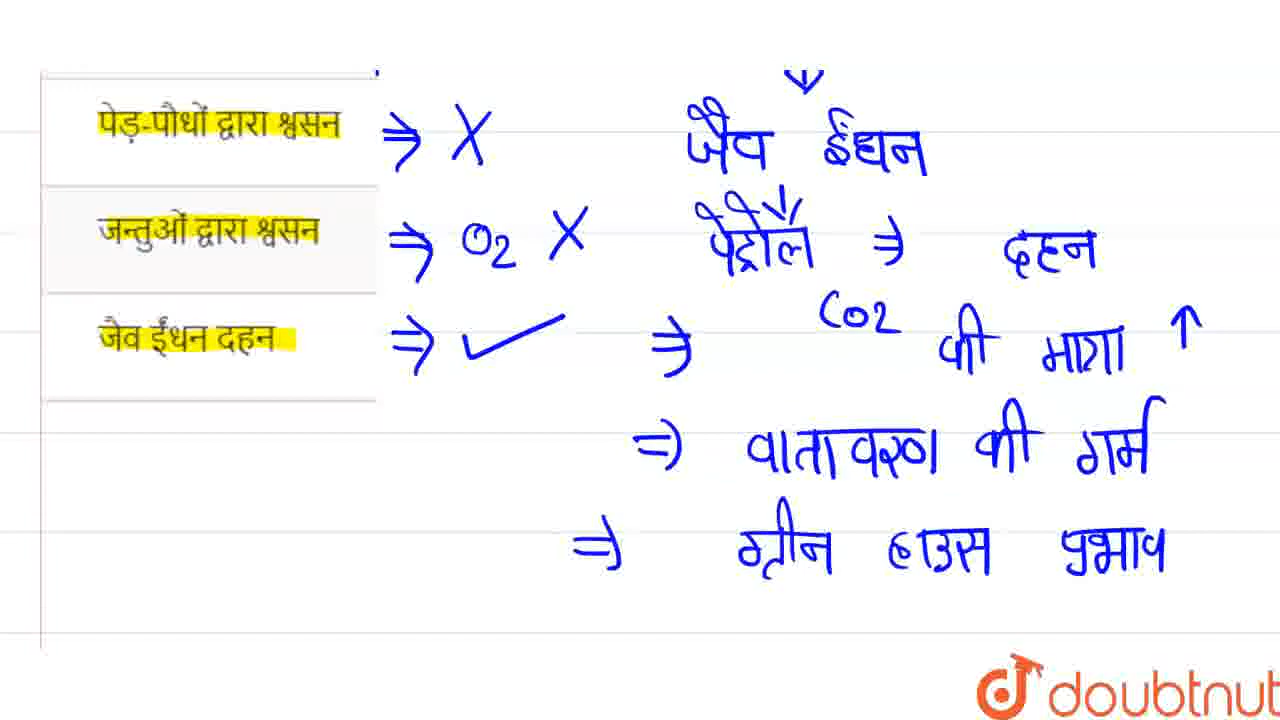 पेड़-पौधों द्वारा श्वसन ⇒ X जैव ईंधन
जन्तुओं द्वारा श्वसन ⇒ O2 X पेट्रोल ⇒ दहन
CO2
जैव ईंधन दहन ⇒ ✓ ⇒ की मात्रा ↑
⇒ वातावरण की गर्म
⇒ ग्रीन हाउस प्रभाव
doubtnut